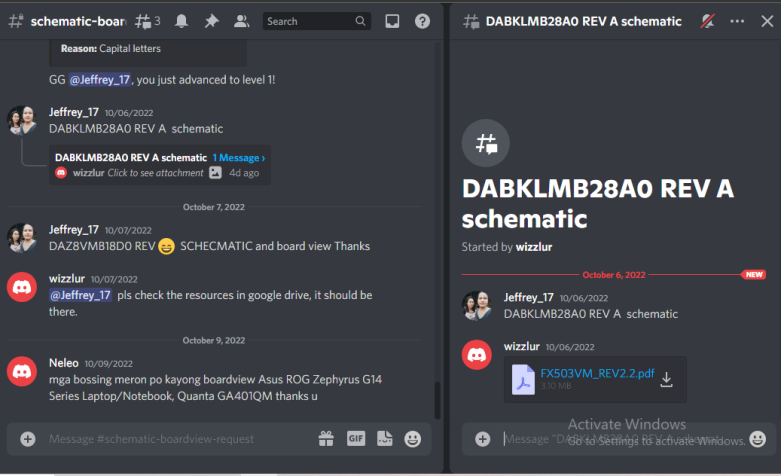 schematic-boar
3
Search
Reason: Capital letters
GG @Jeffrey_17, you just advanced to level 1!
Jeffrey_17 10/06/2022
DABKLMB28A0 REV A schematic
DABKLMB28A0 REV A schematic 1 Message ›
wizzlur Click to see attachment 4d ago
October 7, 2022
Jeffrey_17 10/07/2022
DAZ8VMB18D0 REV 😄 SCHECMATIC and board view Thanks
wizzlur 10/07/2022
@Jeffrey_17 pls check the resources in google drive, it should be
there.
October 9, 2022
Neleo 10/09/2022
mga bossing meron po kayong boardview Asus ROG Zephyrus G14
Series Laptop/Notebook, Quanta GA401QM thanks u
Message #schematic-boardview-request
GIF
DABKLMB28A0 REV A schematic
DABKLMB28A0 REV A
schematic
Started by wizzlur
October 6, 2022 NEW
Jeffrey_17 10/06/2022
DABKLMB28A0 REV A schematic
wizzlur 10/06/2022
FX503VM_REV2.2.pdf
3.10 MB
Activate Windows
Go to Settings to activate Windows.
Message "DABKLMB28A0 REV A schematic